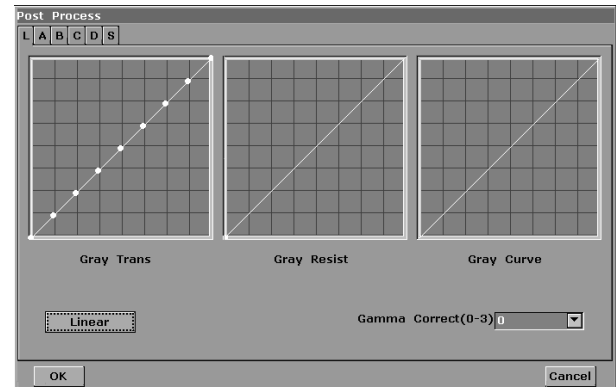 Post Process
L A B C D S
Gray Trans Gray Resist Gray Curve
Linear
Gamma Correct(0-3) 0
OK Cancel